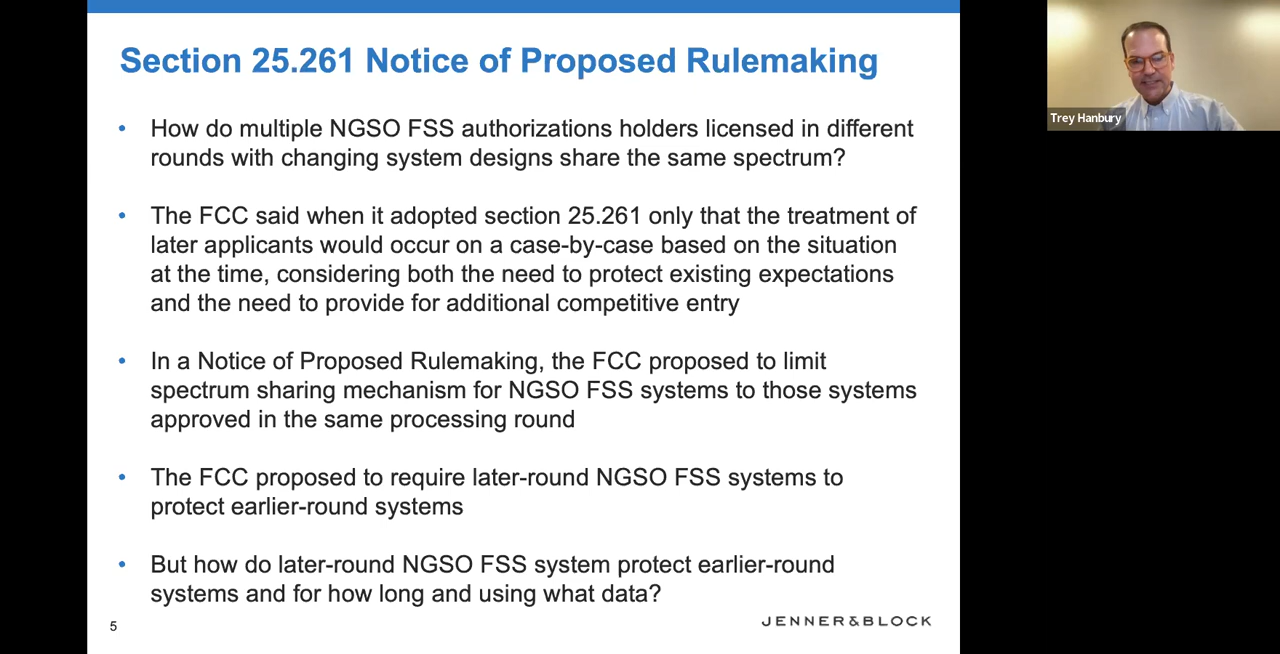 Section 25.261 Notice of Proposed Rulemaking
• How do multiple NGSO FSS authorizations holders licensed in different
rounds with changing system designs share the same spectrum?
• The FCC said when it adopted section 25.261 only that the treatment of
later applicants would occur on a case-by-case based on the situation
at the time, considering both the need to protect existing expectations
and the need to provide for additional competitive entry
• In a Notice of Proposed Rulemaking, the FCC proposed to limit
spectrum sharing mechanism for NGSO FSS systems to those systems
approved in the same processing round
• The FCC proposed to require later-round NGSO FSS systems to
protect earlier-round systems
• But how do later-round NGSO FSS system protect earlier-round
systems and for how long and using what data?
5
JENNER&BLOCK
Trey Hanbury